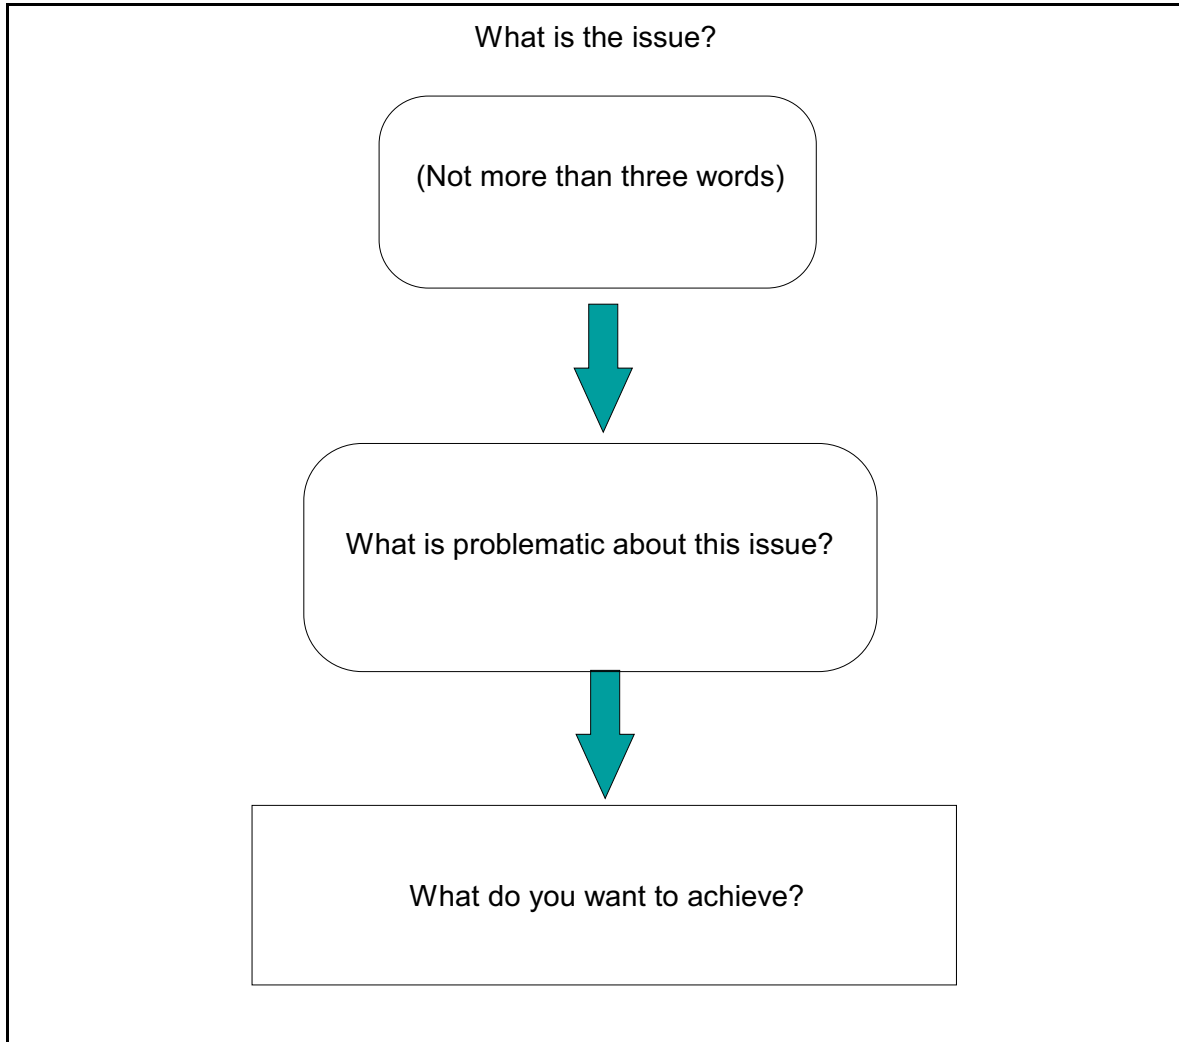 What is the issue?
(Not more than three words)
What is problematic about this issue?
What do you want to achieve?